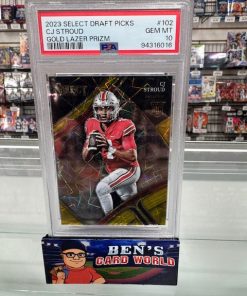 2023 SELECT DRAFT PICKS #102
CJ STROUD GEM MT
GOLD LAZER PRIZM 10
PSA 94316016
CJ
STROUD
BEN'S
CARD WORLD